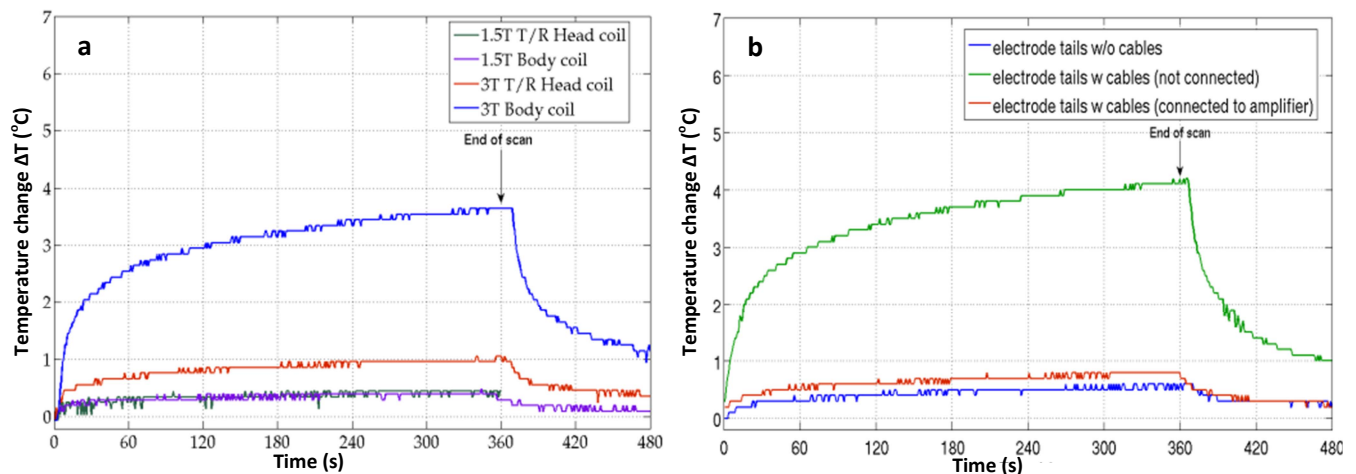 a
1.5T T/R Head coil
1.5T Body coil
3T T/R Head coil
3T Body coil
End of scan
Temperature change ΔT (°C)
7
6
5
4
3
2
1
0
0 60 120 180 240 300 360 420 480
Time (s)
b
electrode tails w/o cables
electrode tails w cables (not connected)
electrode tails w cables (connected to amplifier)
End of scan
Temperature change ΔT (°C)
7
6
5
4
3
2
1
0
0 60 120 180 240 300 360 420 480
Time (s)